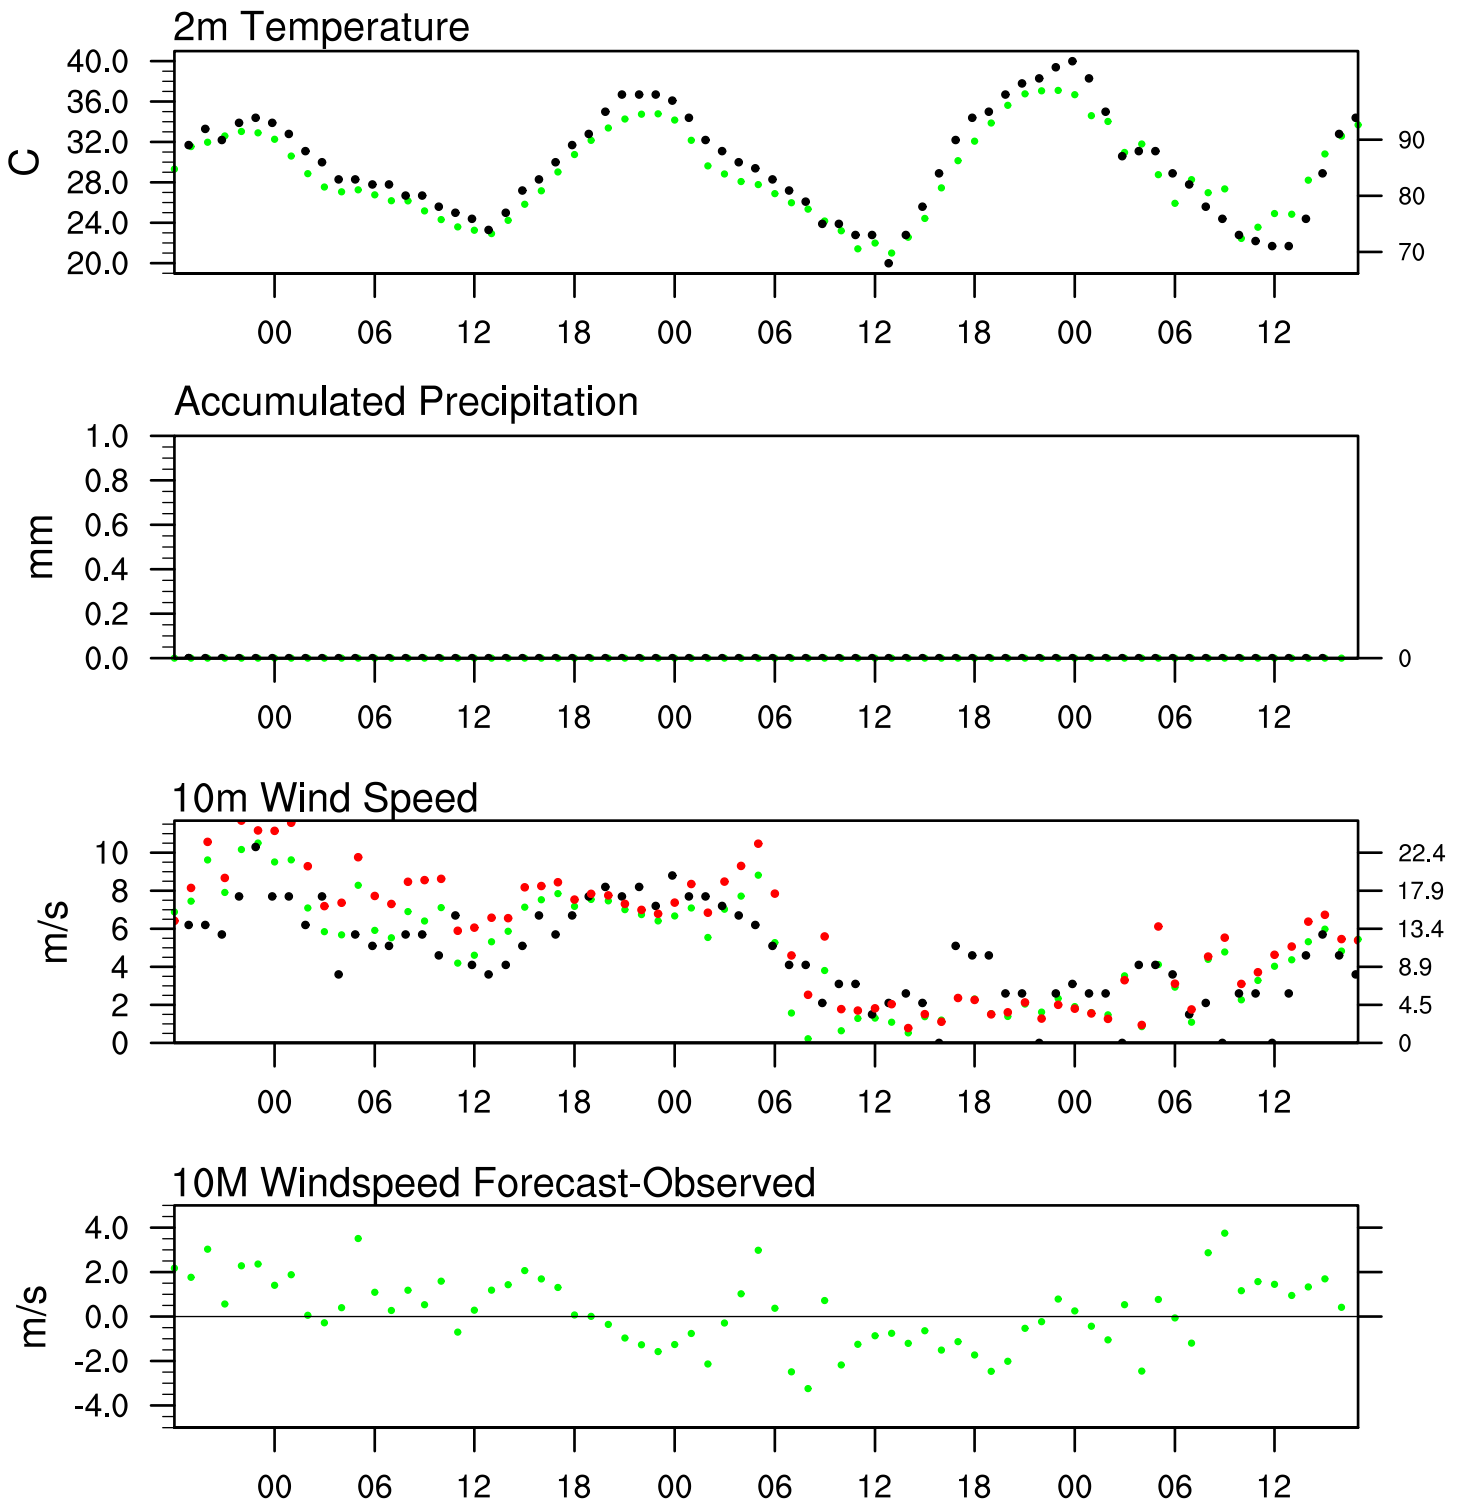 2m Temperature
C
40.0
36.0
32.0
28.0
24.0
20.0
90
80
70
00 06 12 18 00 06 12 18 00 06 12
Accumulated Precipitation
mm
1.0
0.8
0.6
0.4
0.2
0.0
0
00 06 12 18 00 06 12 18 00 06 12
10m Wind Speed
m/s
10
8
6
4
2
0
22.4
17.9
13.4
8.9
4.5
0
00 06 12 18 00 06 12 18 00 06 12
10M Windspeed Forecast-Observed
m/s
4.0
2.0
0.0
-2.0
-4.0
00 06 12 18 00 06 12 18 00 06 12